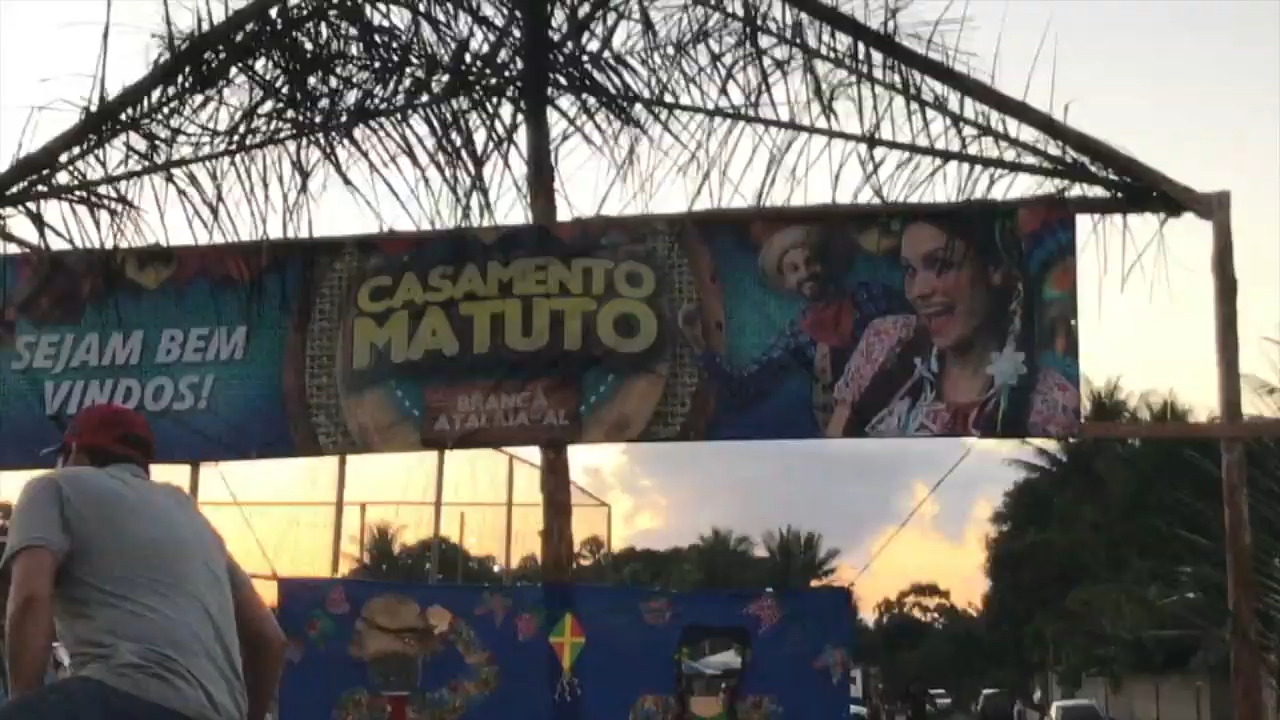 SEJAM BEM
VINDOS!
CASAMENTO
MATUTO
BRANCA
ATALAIA-AL